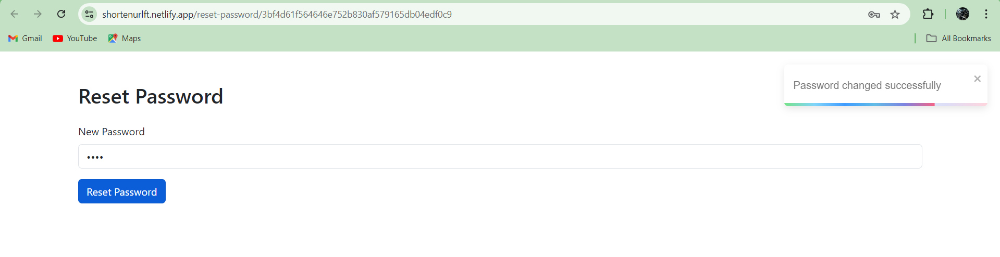 shortenurlft.netlify.app/reset-password/3bf4d61f564646e752b830af579165db04edf0c9
Gmail YouTube Maps All Bookmarks
Password changed successfully
Reset Password
New Password
••••
Reset Password